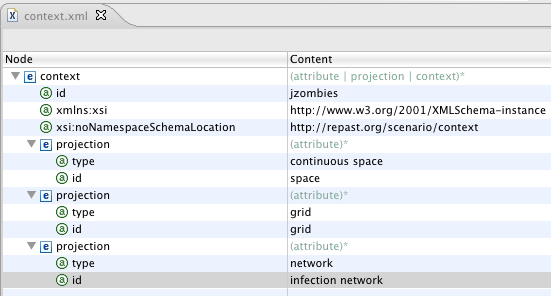 context.xml
Node Content
context (attribute | projection | context)*
id jzombies
xmlns:xsi http://www.w3.org/2001/XMLSchema-instance
xsi:noNamespaceSchemaLocation http://repast.org/scenario/context
projection (attribute)*
type continuous space
id space
projection (attribute)*
type grid
id grid
projection (attribute)*
type network
id infection network